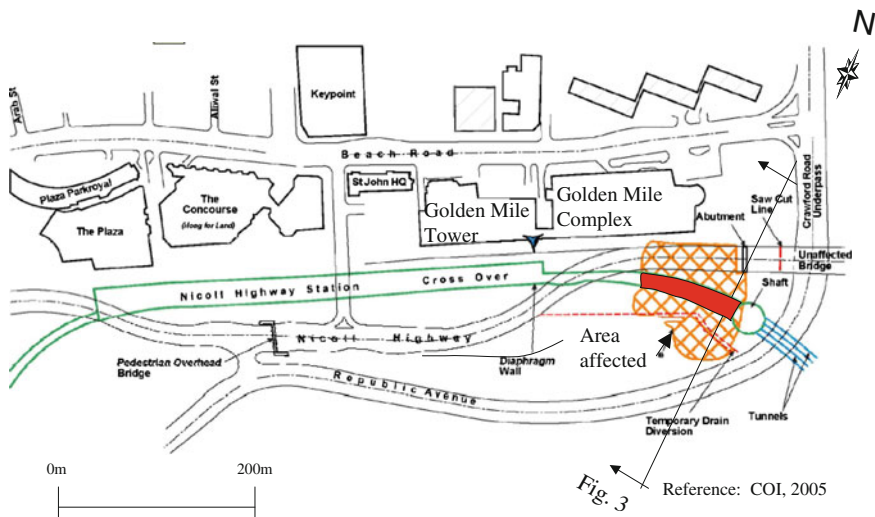 N
Arab St
Aliwal St
Keypoint
Beach Road
Crawford Road
Underpass
Plaza Parkroyal
The
Concourse
(Hong for Land)
The Plaza
St John HQ
Golden Mile
Tower
Golden Mile
Complex
Abutment
Saw Cut
Line
Unaffected
Bridge
Shaft
Nicoll Highway Station
Cross Over
Nicoll Highway
Pedestrian Overhead
Bridge
Diaphragm
Wall
Area
affected
Republic Avenue
Temporary Drain
Diversion
Tunnels
0m
200m
Fig. 3
Reference: COI, 2005